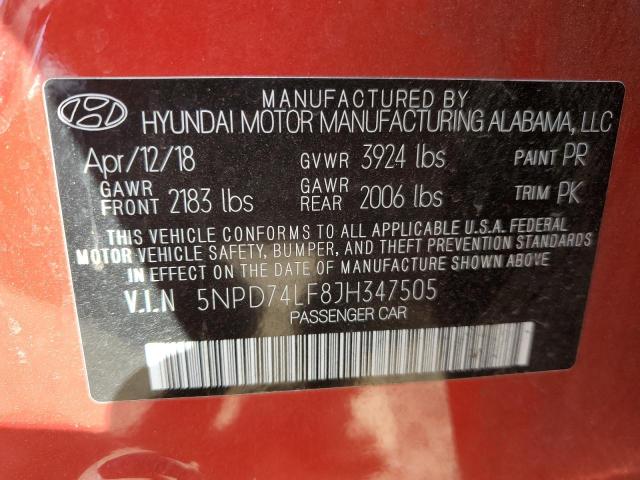 MANUFACTURED BY
HYUNDAI MOTOR MANUFACTURING ALABAMA, LLC
Apr/12/18 GVWR 3924 lbs PAINT PR
GAWR FRONT 2183 lbs GAWR REAR 2006 lbs TRIM PK
THIS VEHICLE CONFORMS TO ALL APPLICABLE U.S.A. FEDERAL
MOTOR VEHICLE SAFETY, BUMPER, AND THEFT PREVENTION STANDARDS
IN EFFECT ON THE DATE OF MANUFACTURE SHOWN ABOVE
V.I.N 5NPD74LF8JH347505
PASSENGER CAR